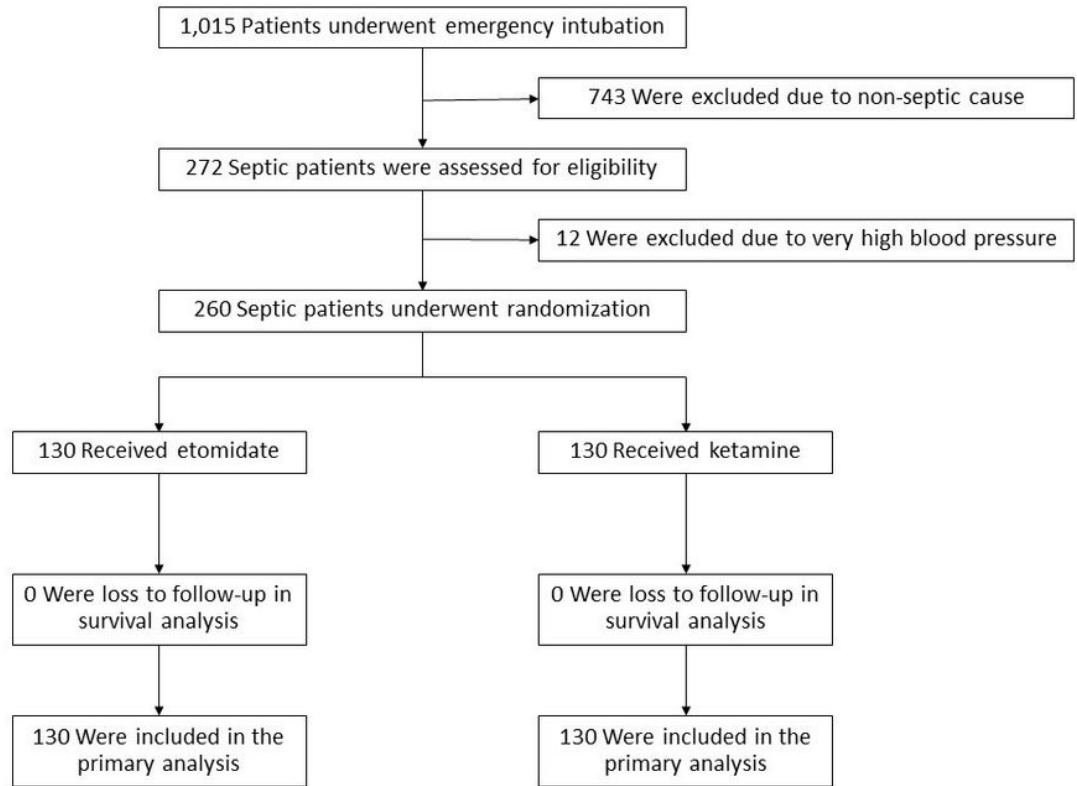 1,015 Patients underwent emergency intubation
743 Were excluded due to non-septic cause
272 Septic patients were assessed for eligibility
12 Were excluded due to very high blood pressure
260 Septic patients underwent randomization
130 Received etomidate
130 Received ketamine
0 Were loss to follow-up in
survival analysis
0 Were loss to follow-up in
survival analysis
130 Were included in the
primary analysis
130 Were included in the
primary analysis